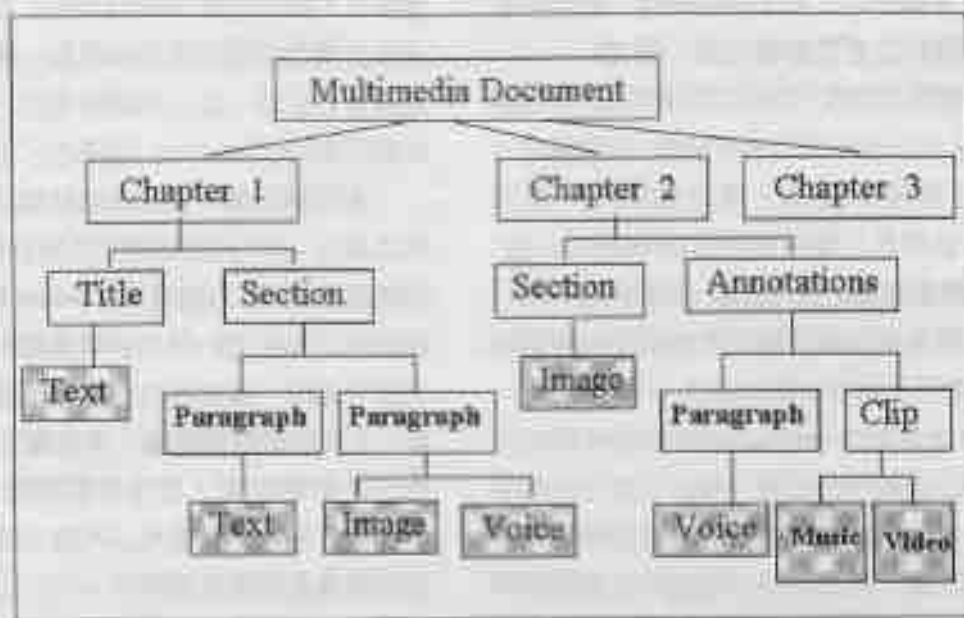 Multimedia Document
Chapter 1
Chapter 2
Chapter 3
Title
Section
Section
Annotations
Text
Paragraph
Paragraph
Image
Paragraph
Clip
Text
Image
Voice
Voice
Music
Video